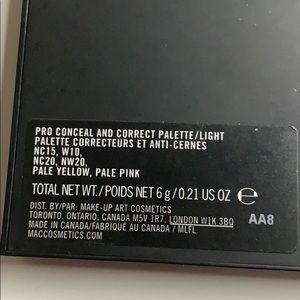 PRO CONCEAL AND CORRECT PALETTE/LIGHT
PALETTE CORRECTEURS ET ANTI-CERNES
NC15, W10,
NC20, NW20,
PALE YELLOW, PALE PINK
TOTAL NET WT. / POIDS NET 6 g / 0.21 US OZ ℮
DIST. BY/PAR: MAKE-UP ART COSMETICS
TORONTO, ONTARIO, CANADA M5V 1R7, LONDON W1K 3BQ
MADE IN CANADA/FABRIQUÉ AU CANADA / MLFL
MACCOSMETICS.COM
AA8